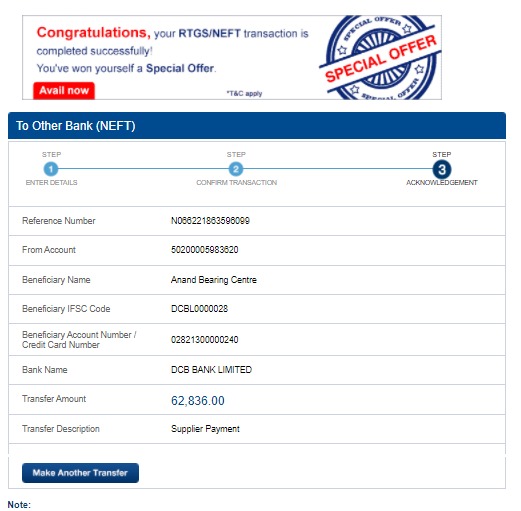 Congratulations, your RTGS/NEFT transaction is
completed successfully!
You've won yourself a Special Offer.
Avail now
*T&C apply
SPECIAL OFFER
SPECIAL OFFER
SPECIAL OFFER
To Other Bank (NEFT)
STEP STEP STEP
1 2 3
ENTER DETAILS CONFIRM TRANSACTION ACKNOWLEDGEMENT
Reference Number N066221863596099
From Account 50200005983620
Beneficiary Name Anand Bearing Centre
Beneficiary IFSC Code DCBL0000028
Beneficiary Account Number /
Credit Card Number 02821300000240
Bank Name DCB BANK LIMITED
Transfer Amount 62,836.00
Transfer Description Supplier Payment
Make Another Transfer
Note: